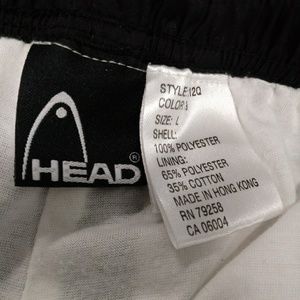 HEAD®
STYLE 12Q
COLOR
SIZE: L
SHELL:
100% POLYESTER
LINING:
65% POLYESTER
35% COTTON
MADE IN HONG KONG
RN 79258
CA 06004